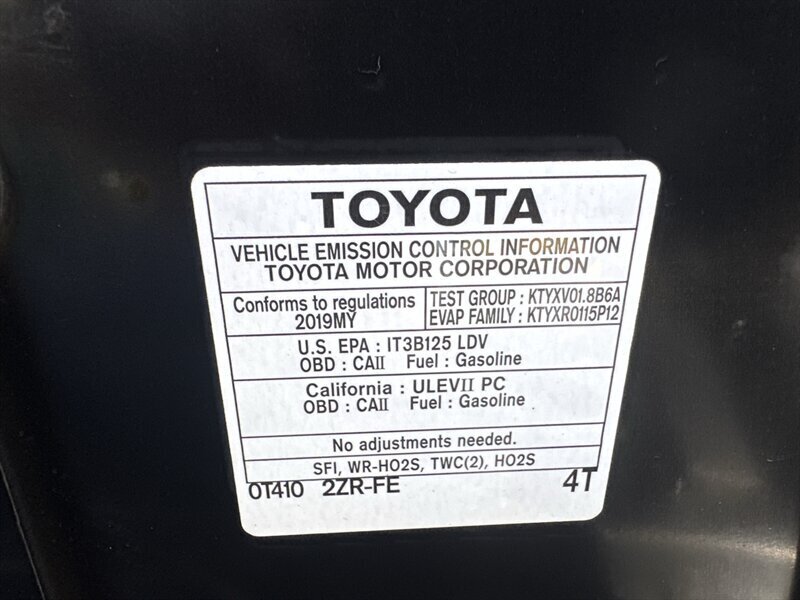 TOYOTA
VEHICLE EMISSION CONTROL INFORMATION
TOYOTA MOTOR CORPORATION
Conforms to regulations
2019MY
TEST GROUP : KTYXV01.8B6A
EVAP FAMILY : KTYXR0115P12
U.S. EPA : IT3B125 LDV
OBD : CAII Fuel : Gasoline
California : ULEVII PC
OBD : CAII Fuel : Gasoline
No adjustments needed.
SFI, WR-HO2S, TWC(2), HO2S
0T410 2ZR-FE 4T